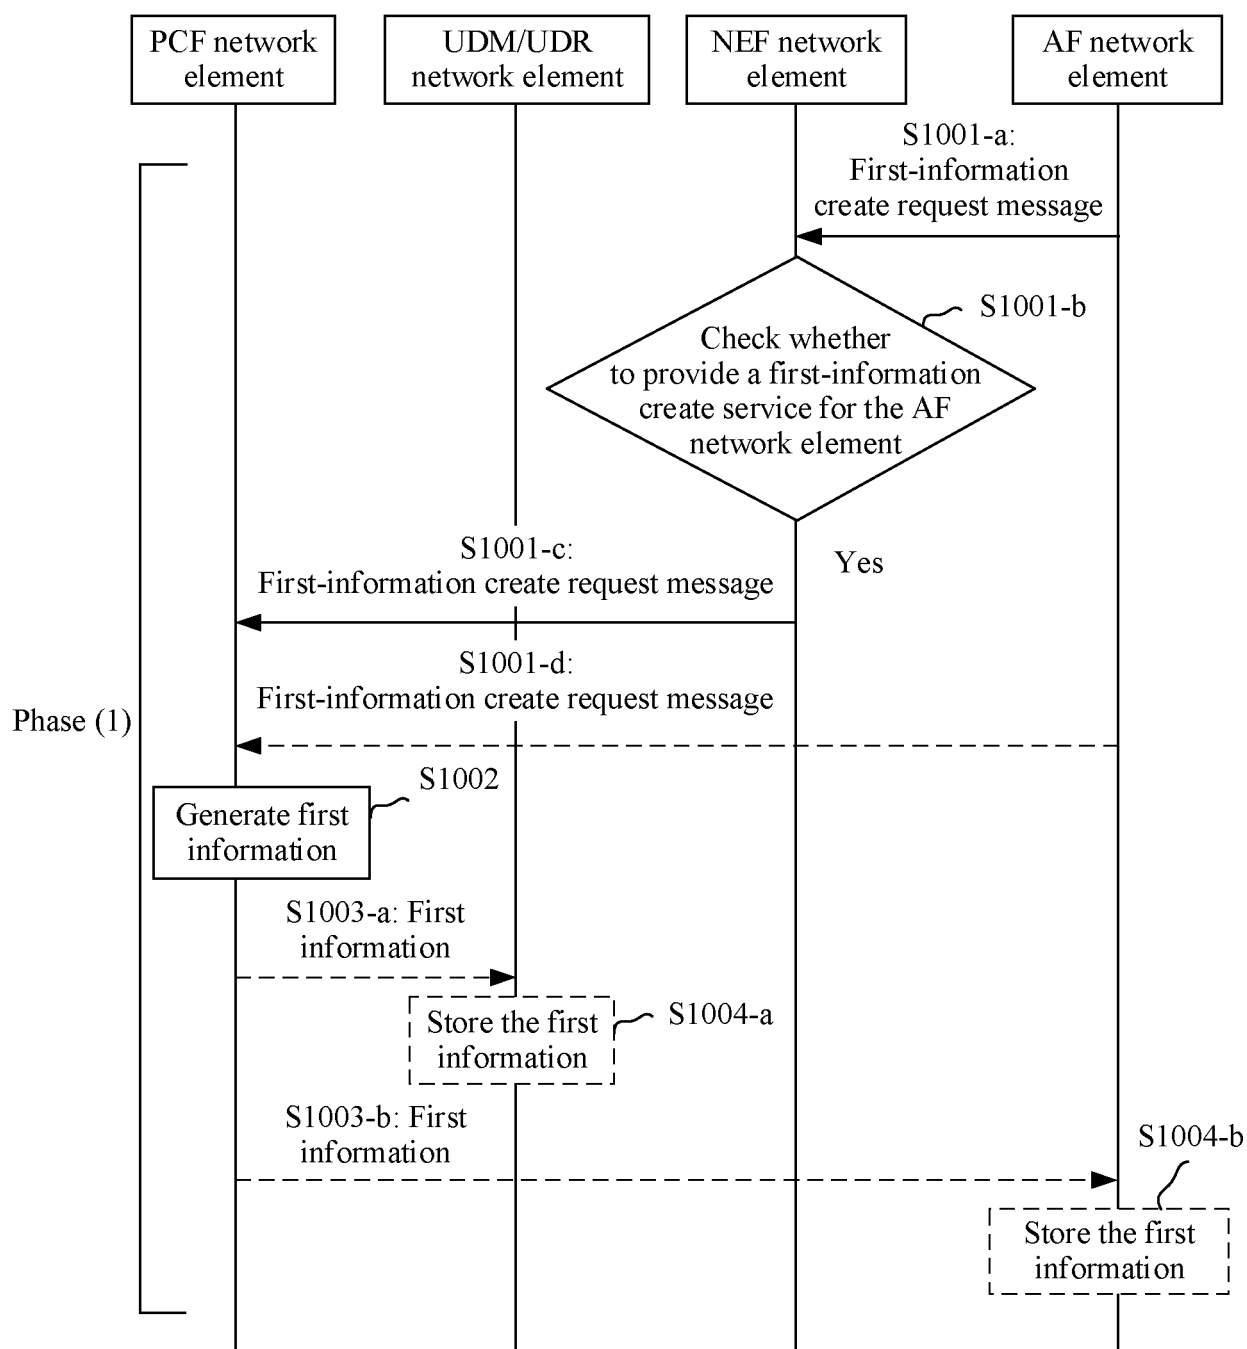 PCF network
element
UDM/UDR
network element
NEF network
element
AF network
element
S1001-a:
First-information
create request message
S1001-b
Check whether
to provide a first-information
create service for the AF
network element
S1001-c:
First-information create request message
Yes
S1001-d:
First-information create request message
Phase (1)
S1002
Generate first
information
S1003-a: First
information
S1004-a
Store the first
information
S1003-b: First
information
S1004-b
Store the first
information